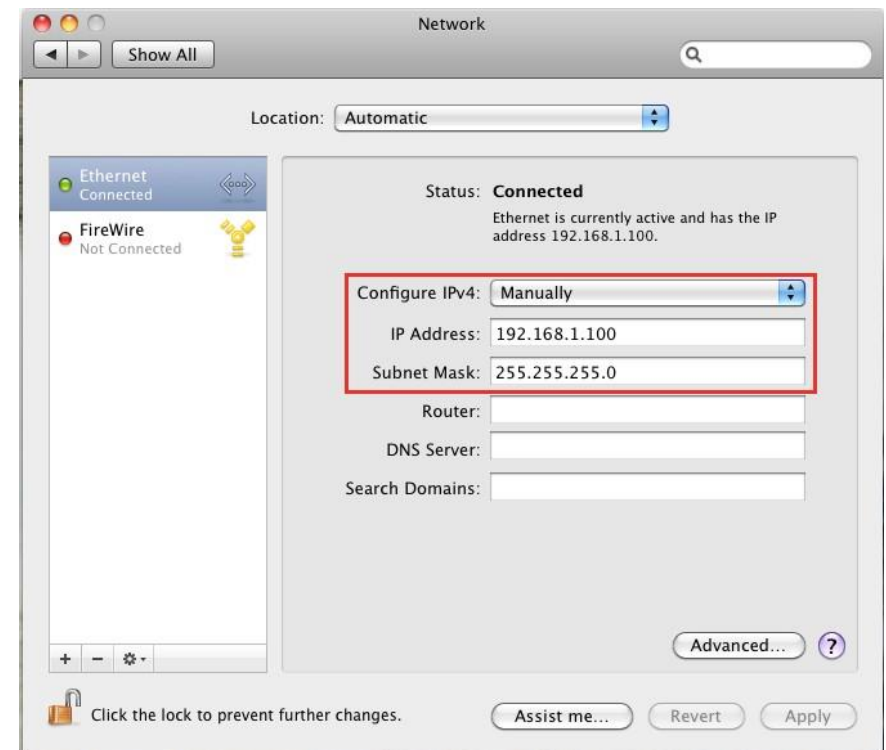 Network
Show All
Location: Automatic
Ethernet
Connected
FireWire
Not Connected
Status: Connected
Ethernet is currently active and has the IP
address 192.168.1.100.
Configure IPv4: Manually
IP Address: 192.168.1.100
Subnet Mask: 255.255.255.0
Router:
DNS Server:
Search Domains:
Advanced... ?
Click the lock to prevent further changes.
Assist me... Revert Apply